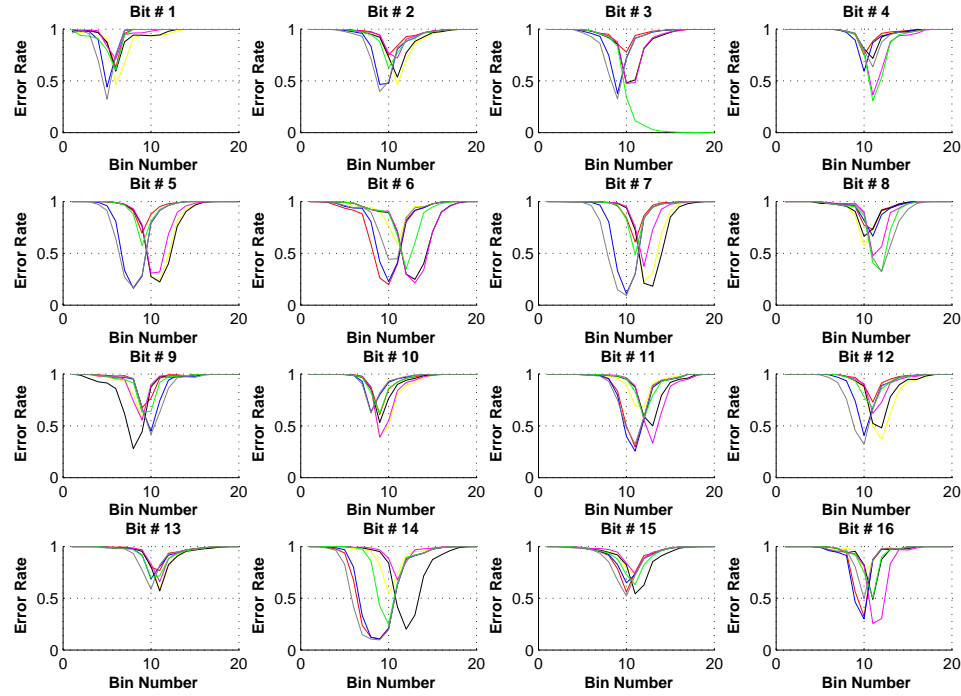 Bit # 1 Bit # 2 Bit # 3 Bit # 4
1 1 1 1
Error Rate Error Rate Error Rate Error Rate
0.5 0.5 0.5 0.5
0 0 0 0
0 10 20 0 10 20 0 10 20 0 10 20
Bin Number Bin Number Bin Number Bin Number
Bit # 5 Bit # 6 Bit # 7 Bit # 8
1 1 1 1
Error Rate Error Rate Error Rate Error Rate
0.5 0.5 0.5 0.5
0 0 0 0
0 10 20 0 10 20 0 10 20 0 10 20
Bin Number Bin Number Bin Number Bin Number
Bit # 9 Bit # 10 Bit # 11 Bit # 12
1 1 1 1
Error Rate Error Rate Error Rate Error Rate
0.5 0.5 0.5 0.5
0 0 0 0
0 10 20 0 10 20 0 10 20 0 10 20
Bin Number Bin Number Bin Number Bin Number
Bit # 13 Bit # 14 Bit # 15 Bit # 16
1 1 1 1
Error Rate Error Rate Error Rate Error Rate
0.5 0.5 0.5 0.5
0 0 0 0
0 10 20 0 10 20 0 10 20 0 10 20
Bin Number Bin Number Bin Number Bin Number